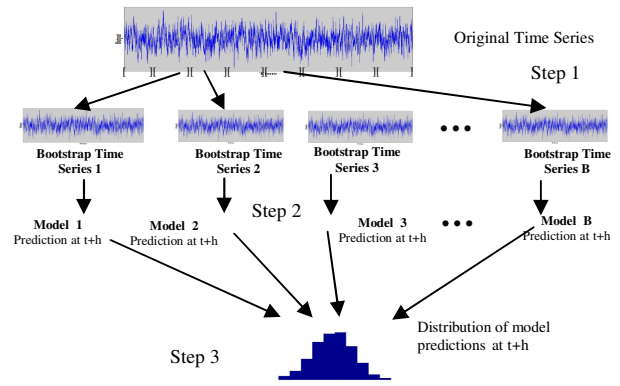 Original Time Series
Step 1
Bootstrap Time
Series 1
Bootstrap Time
Series 2
Bootstrap Time
Series 3
Bootstrap Time
Series B
Step 2
Model 1
Prediction at t+h
Model 2
Prediction at t+h
Model 3
Prediction at t+h
Model B
Prediction at t+h
Distribution of model
predictions at t+h
Step 3